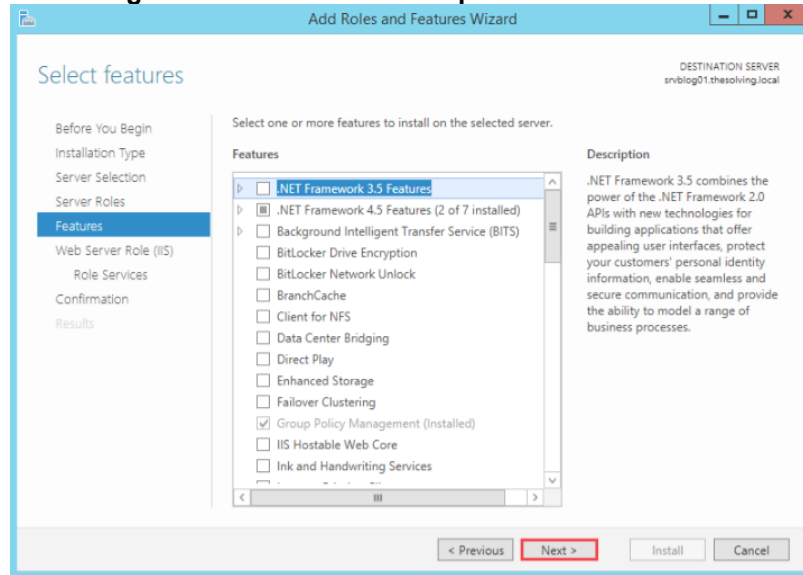 Add Roles and Features Wizard
Select features
DESTINATION SERVER
srvblog01.thesolving.local
Before You Begin
Installation Type
Server Selection
Server Roles
Features
Web Server Role (IIS)
Role Services
Confirmation
Results
Select one or more features to install on the selected server.
Features
.NET Framework 3.5 Features
.NET Framework 4.5 Features (2 of 7 installed)
Background Intelligent Transfer Service (BITS)
BitLocker Drive Encryption
BitLocker Network Unlock
BranchCache
Client for NFS
Data Center Bridging
Direct Play
Enhanced Storage
Failover Clustering
Group Policy Management (Installed)
IIS Hostable Web Core
Ink and Handwriting Services
Description
.NET Framework 3.5 combines the
power of the .NET Framework 2.0
APIs with new technologies for
building applications that offer
appealing user interfaces, protect
your customers' personal identity
information, enable seamless and
secure communication, and provide
the ability to model a range of
business processes.
< Previous
Next >
Install
Cancel